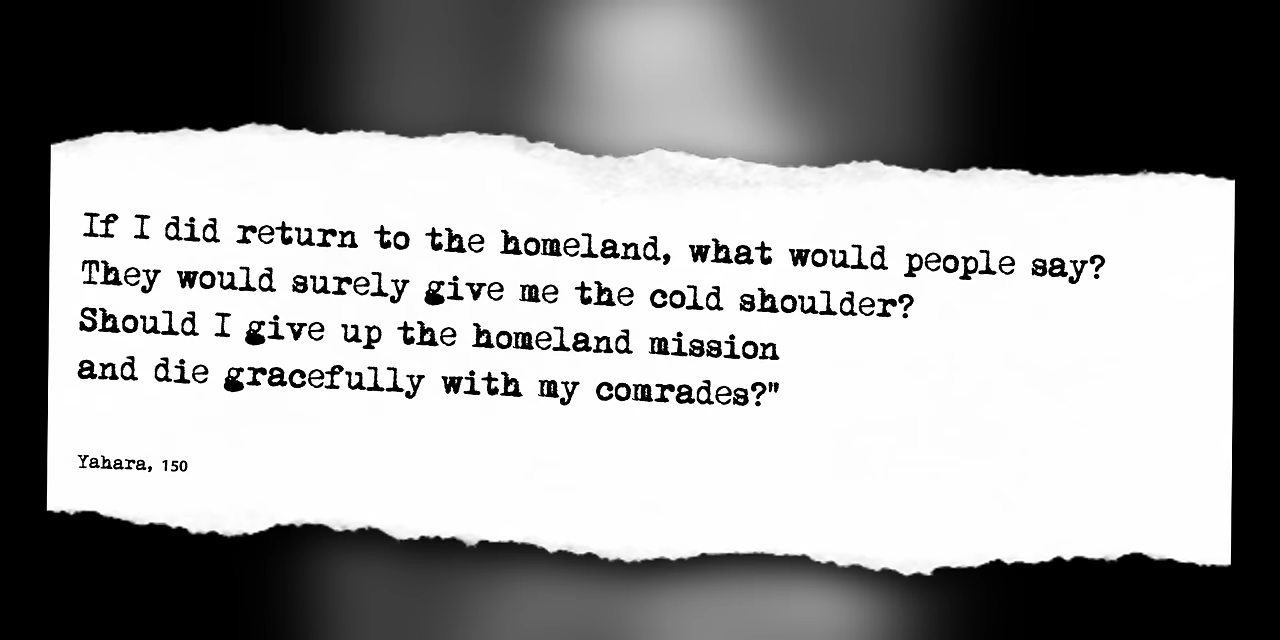 If I did return to the homeland, what would people say?
They would surely give me the cold shoulder?
Should I give up the homeland mission
and die gracefully with my comrades?"
Yahara, 150